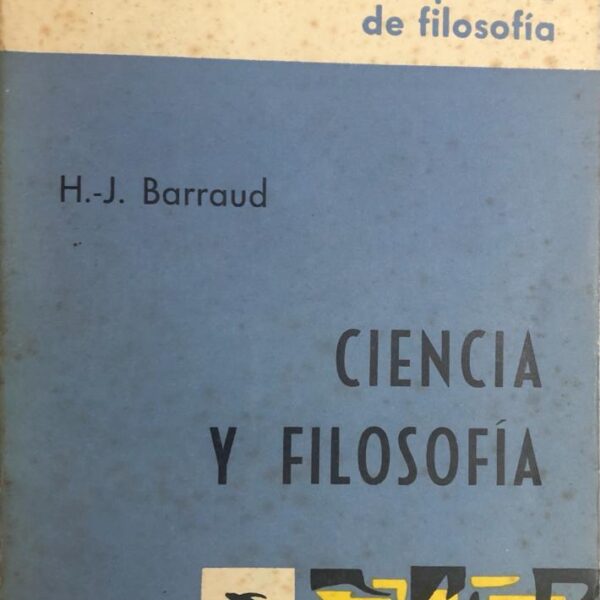 de filosofía
H.-J. Barraud
CIENCIA
Y FILOSOFÍA